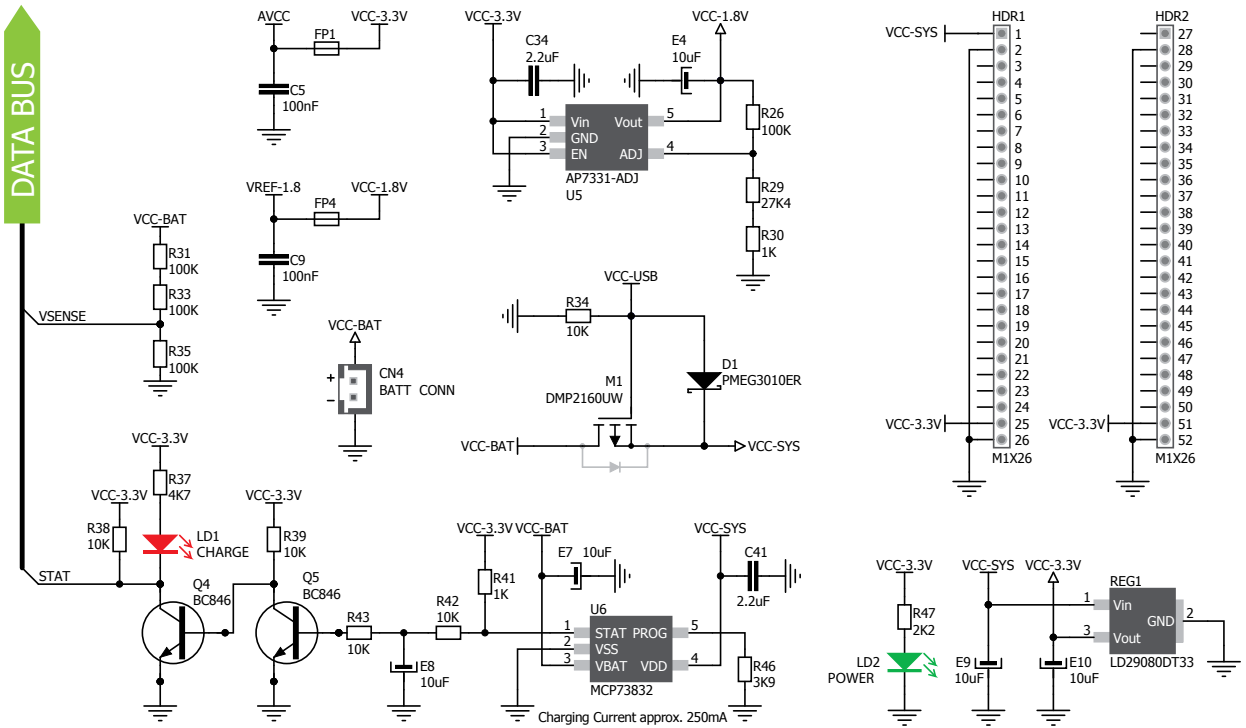 DATA BUS
AVCC
VCC-3.3V
FP1
C5
100nF
VREF-1.8
VCC-1.8V
FP4
C9
100nF
VCC-3.3V
VCC-1.8V
C34
2.2uF
E4
10uF
1
2
3
Vin
GND
EN
Vout
ADJ
5
4
AP7331-ADJ
U5
R26
100K
R29
27K4
R30
1K
HDR1
VCC-SYS
1
2
3
4
5
6
7
8
9
10
11
12
13
14
15
16
17
18
19
20
21
22
23
24
VCC-3.3V
25
26
M1X26
HDR2
27
28
29
30
31
32
33
34
35
36
37
38
39
40
41
42
43
44
45
46
47
48
49
50
VCC-3.3V
51
52
M1X26
VCC-BAT
R31
100K
R33
100K
VSENSE
R35
100K
VCC-BAT
+
-
CN4
BATT CONN
VCC-USB
R34
10K
M1
DMP2160UW
D1
PMEG3010ER
VCC-BAT
VCC-SYS
VCC-3.3V
R37
4K7
VCC-3.3V
R38
10K
LD1
CHARGE
VCC-3.3V
R39
10K
STAT
Q4
BC846
Q5
BC846
R43
10K
R42
10K
E8
10uF
VCC-3.3V
R41
1K
VCC-BAT
E7
10uF
VCC-SYS
C41
2.2uF
U6
1
2
3
STAT
VSS
VBAT
PROG
VDD
5
4
MCP73832
R46
3K9
Charging Current approx. 250mA
VCC-3.3V
R47
2K2
LD2
POWER
VCC-SYS
VCC-3.3V
E9
10uF
E10
10uF
REG1
1
3
Vin
Vout
GND
2
LD29080DT33